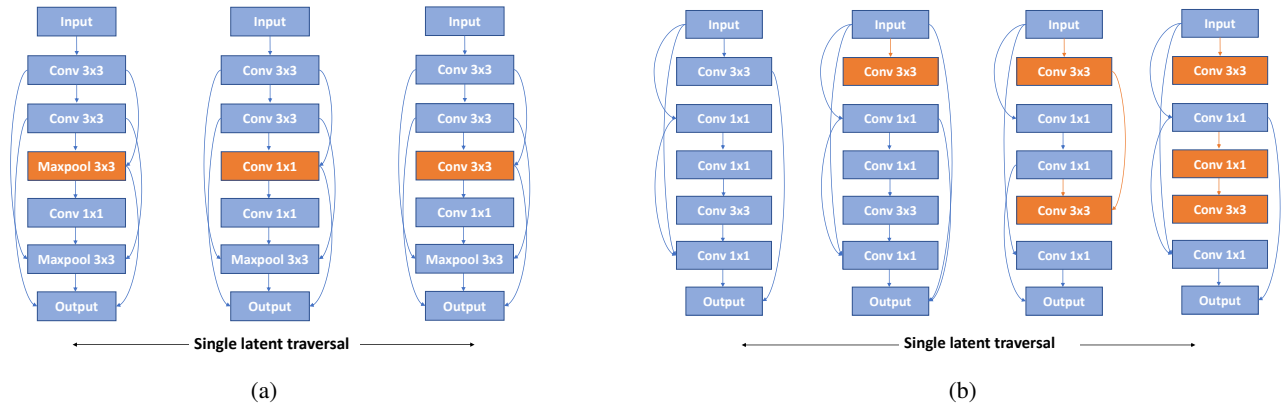 Input
Conv 3x3
Conv 3x3
Maxpool 3x3
Conv 1x1
Maxpool 3x3
Output
Input
Conv 3x3
Conv 3x3
Conv 1x1
Conv 1x1
Maxpool 3x3
Output
Input
Conv 3x3
Conv 3x3
Conv 3x3
Conv 1x1
Maxpool 3x3
Output
Single latent traversal
(a)
Input
Conv 3x3
Conv 1x1
Conv 1x1
Conv 3x3
Conv 1x1
Output
Input
Conv 3x3
Conv 1x1
Conv 1x1
Conv 3x3
Conv 1x1
Output
Input
Conv 3x3
Conv 1x1
Conv 1x1
Conv 3x3
Conv 1x1
Output
Input
Conv 3x3
Conv 1x1
Conv 1x1
Conv 3x3
Conv 1x1
Output
Single latent traversal
(b)